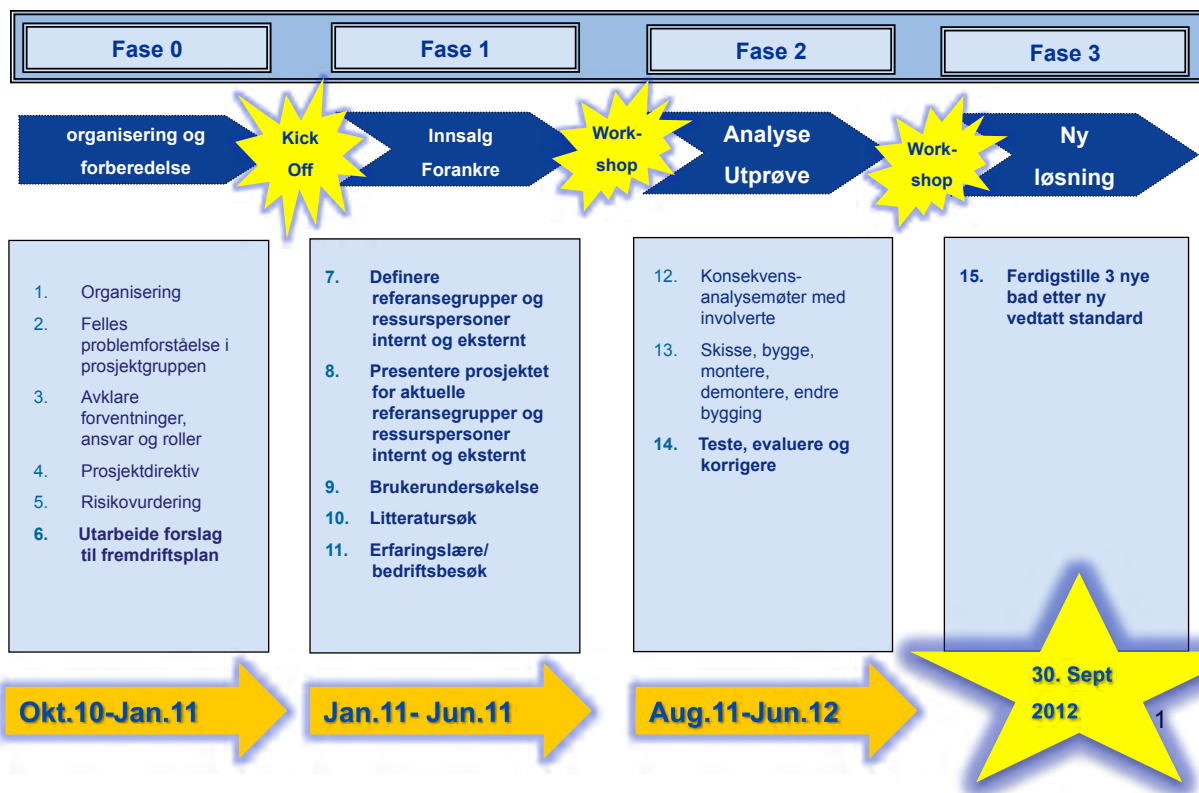 Fase 0
Fase 1
Fase 2
Fase 3
organisering og
forberedelse
Kick
Off
Innsalg
Forankre
Work-
shop
Analyse
Utprøve
Work-
shop
Ny
løsning
1. Organisering
2. Felles
problemforståelse i
prosjektgruppen
3. Avklare
forventninger,
ansvar og roller
4. Prosjektdirektiv
5. Risikovurdering
6. Utarbeide forslag
til fremdriftsplan
7. Definere
referansegrupper og
ressurspersoner
internt og eksternt
8. Presentere prosjektet
for aktuelle
referansegrupper og
ressurspersoner
internt og eksternt
9. Brukerundersøkelse
10. Litteratursøk
11. Erfaringslære/
bedriftsbesøk
12. Konsekvens-
analysemøter med
involverte
13. Skisse, bygge,
montere,
demontere, endre
bygging
14. Teste, evaluere og
korrigere
15. Ferdigstille 3 nye
bad etter ny
vedtatt standard
Okt.10-Jan.11
Jan.11- Jun.11
Aug.11-Jun.12
30. Sept
2012
1